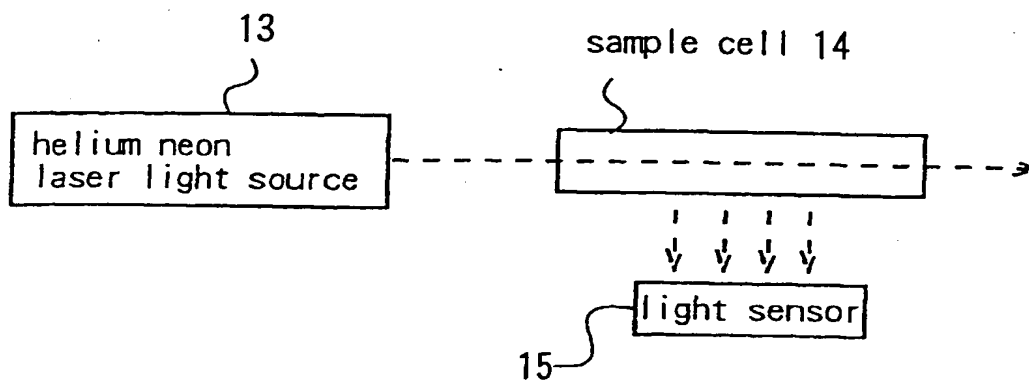 13
sample cell 14
helium neon
laser light source
light sensor
15